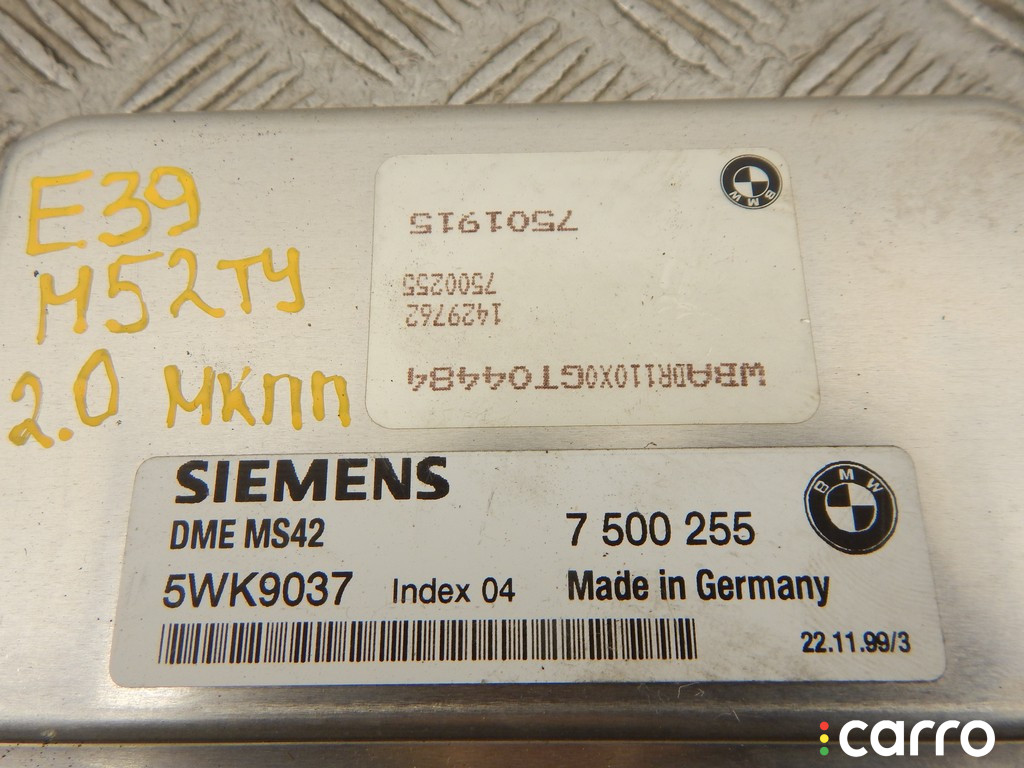 E39
M52TY
2.0 МКПП
BMW
7501915
7500255
1429762
WBADR110X0GT04484
SIEMENS
BMW
DME MS42
7 500 255
5WK9037 Index 04 Made in Germany
22.11.99/3
carro